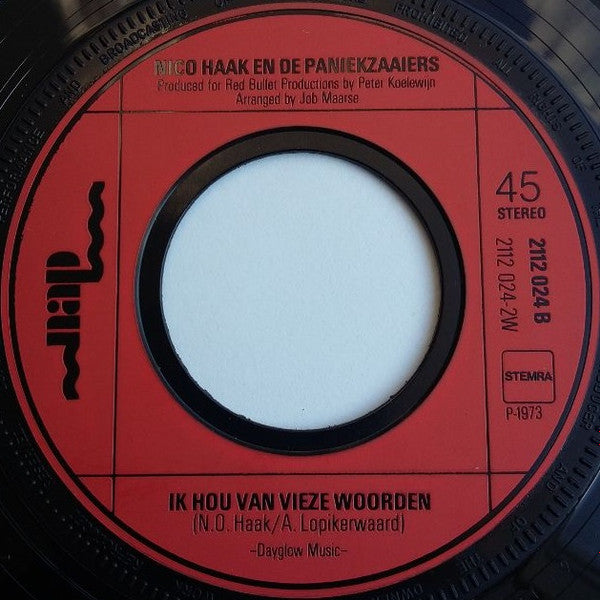 NICO HAAK EN DE PANIEKZAAIERS
Produced for Red Bullet Productions by Peter Koelewijn
Arranged by Job Maarse
45
STEREO
2112 024 B
2112 024-2W
STEMRA
P-1973
IK HOU VAN VIEZE WOORDEN
(N.O. Haak/A. Lopikerwaard)
-Dayglow Music-